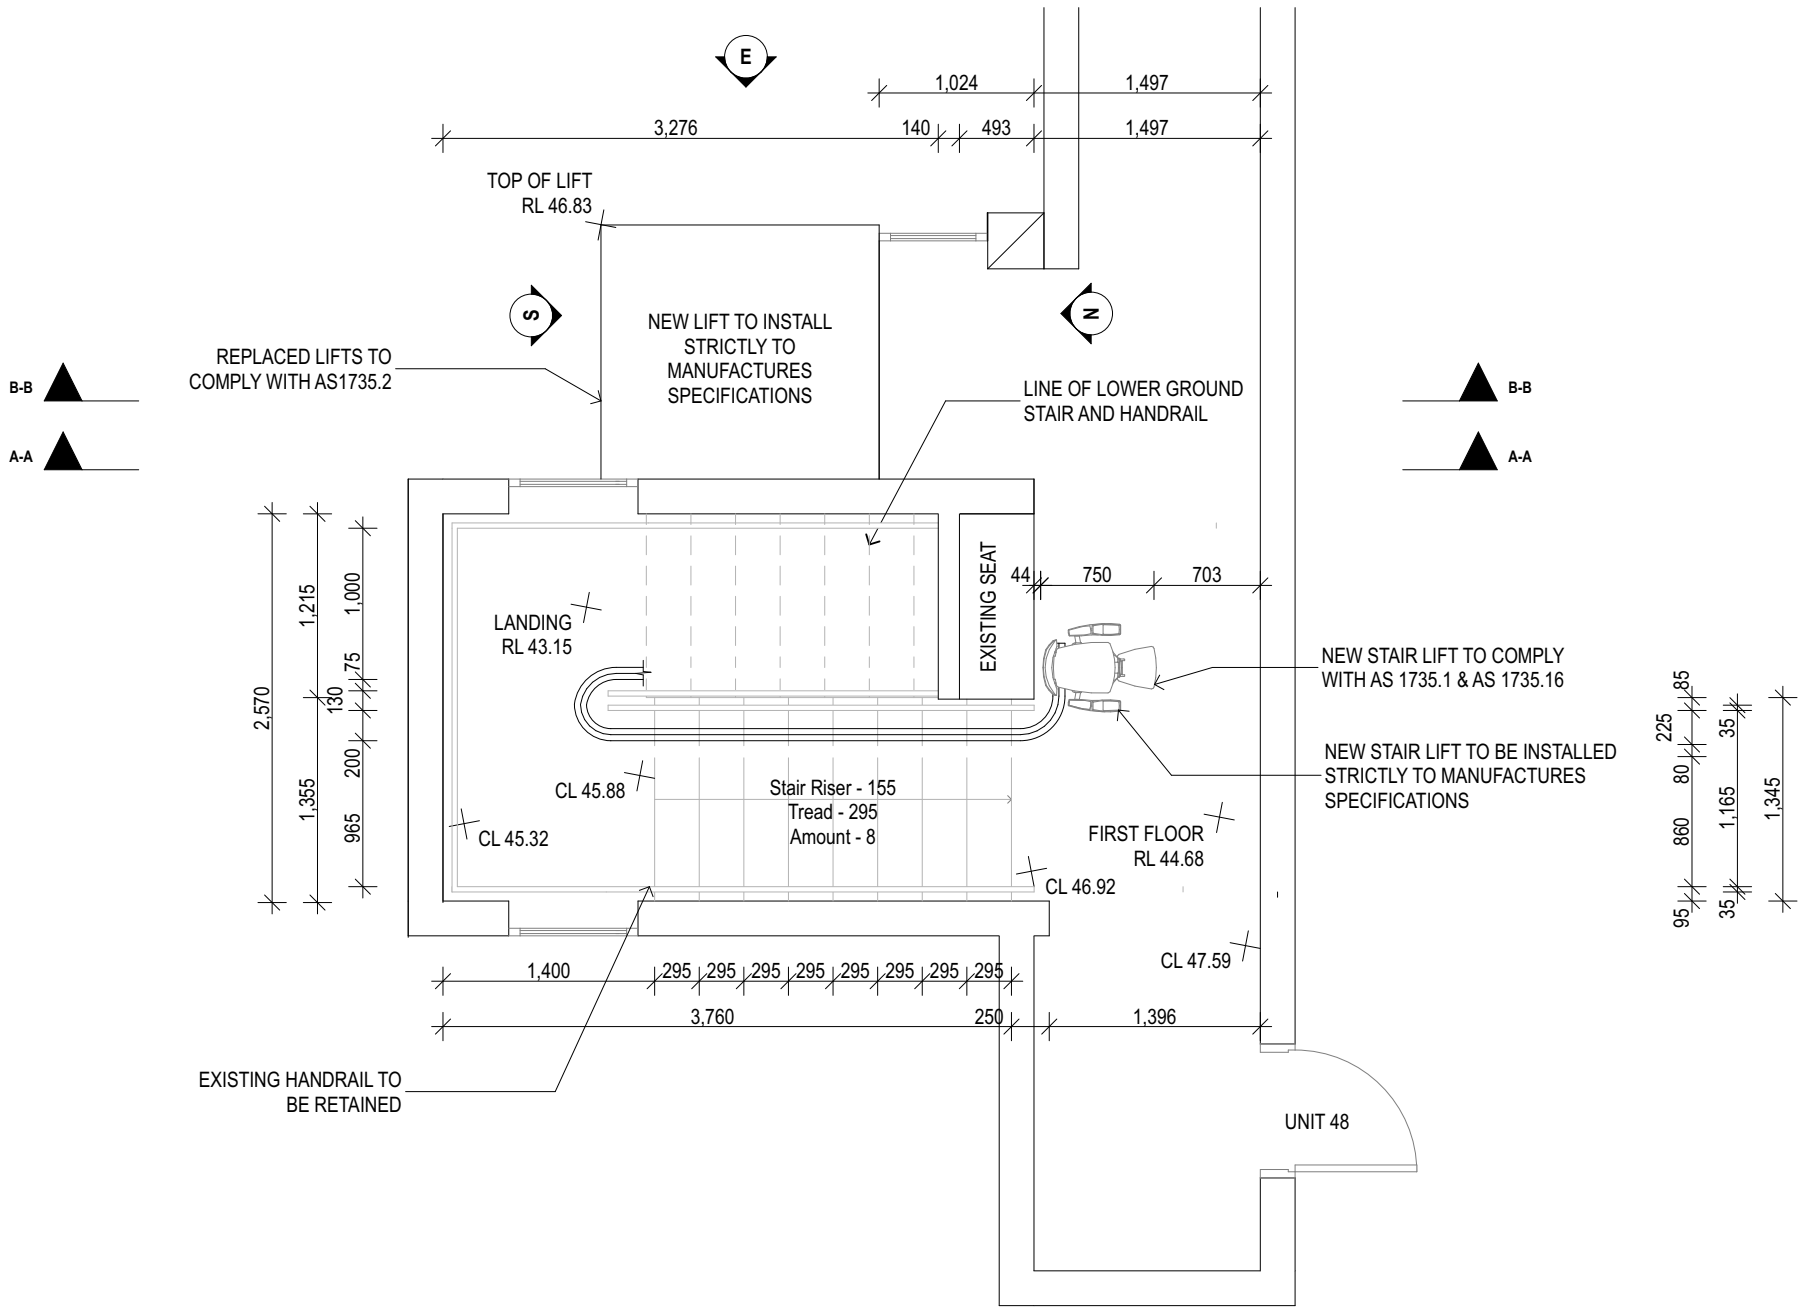 E
1,024
1,497
3,276
140
493
1,497
TOP OF LIFT
RL 46.83
S
N
NEW LIFT TO INSTALL
STRICTLY TO
MANUFACTURES
SPECIFICATIONS
REPLACED LIFTS TO
COMPLY WITH AS1735.2
LINE OF LOWER GROUND
STAIR AND HANDRAIL
B-B
B-B
A-A
A-A
2,570
1,215
1,355
1,000
75
130
200
965
EXISTING SEAT
44
750
703
LANDING
RL 43.15
NEW STAIR LIFT TO COMPLY
WITH AS 1735.1 & AS 1735.16
NEW STAIR LIFT TO BE INSTALLED
STRICTLY TO MANUFACTURES
SPECIFICATIONS
85
225
80
860
95
35
1,165
35
1,345
CL 45.88
Stair Riser - 155
Tread - 295
Amount - 8
CL 45.32
FIRST FLOOR
RL 44.68
CL 46.92
CL 47.59
1,400
295
295
295
295
295
295
295
295
3,760
250
1,396
EXISTING HANDRAIL TO
BE RETAINED
UNIT 48